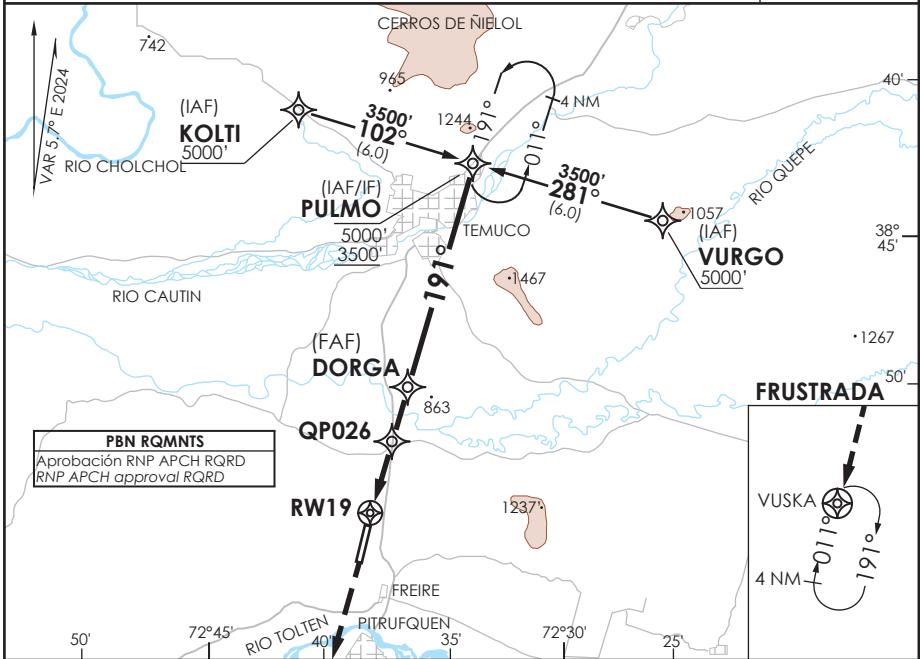 CERROS DE ÑIELOL
742
965
40'
VAR 5.7° E 2024
(IAF)
KOLTI
5000'
RIO CHOLCHOL
3500'
102°
(6.0)
1244
191°
011°
4 NM
3500'
281°
(6.0)
RIO QUEPE
(IAF/IF)
PULMO
5000'
3500'
TEMUCO
1057
(IAF)
VURGO
5000'
38°
45'
191°
RIO CAUTIN
1467
1267
(FAF)
DORGA
863
50'
FRUSTRADA
QP026
PBN RQMNTS
Aprobación RNP APCH RQRD
RNP APCH approval RQRD
RW19
1237'
VUSKA
011°
191°
4 NM
FREIRE
PITRUFQUEN
RIO TOLTEN
50'
72°45'
40'
35'
72°30'
25'